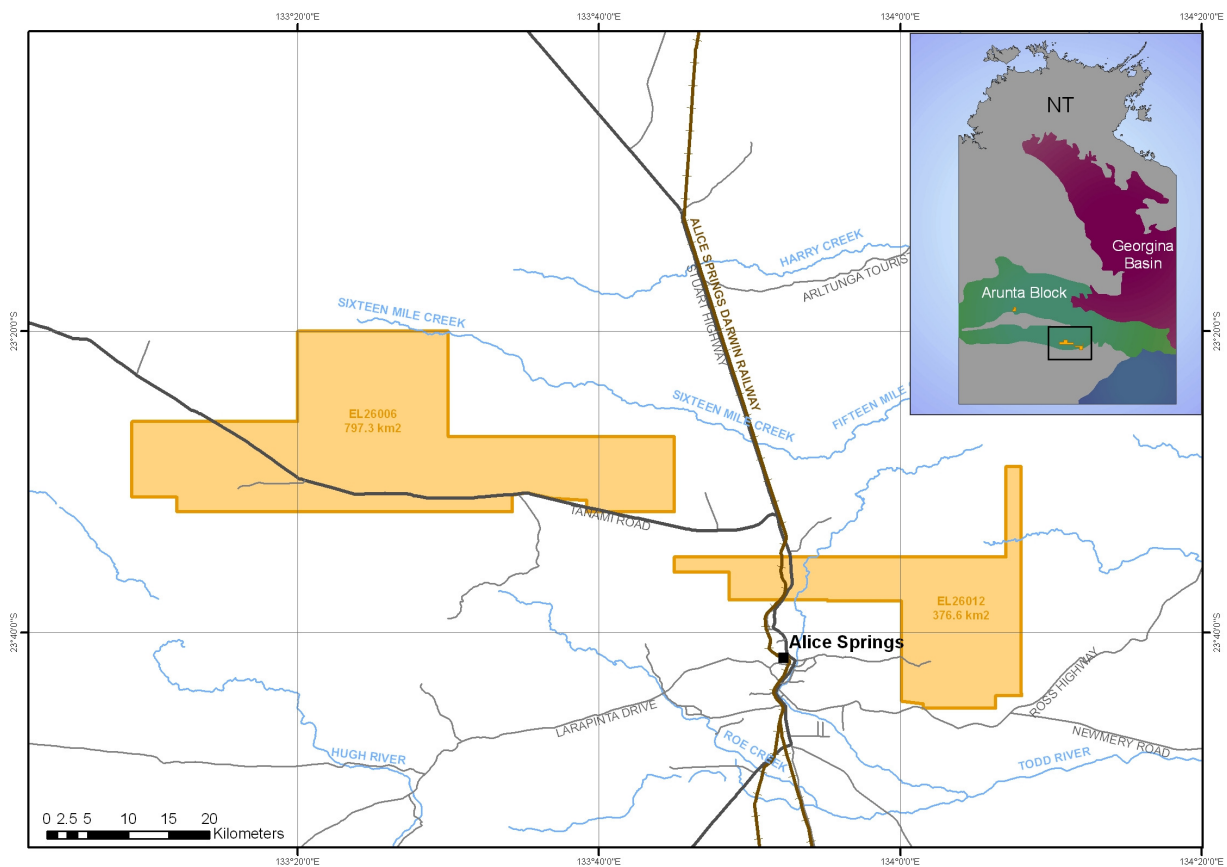 133°20'0"E
133°40'0"E
134°0'0"E
134°20'0"E
NT
Georgina
Basin
Arunta Block
HARRY CREEK
ARLTUNGA TOURIS
ALICE SPRINGS DARWIN RAILWAY
STUART HIGHWAY
SIXTEEN MILE CREEK
23°20'0"S
23°20'0"S
EL26006
797.3 km2
SIXTEEN MILE CREEK
FIFTEEN MILE
TANAMI ROAD
EL26012
376.6 km2
23°40'0"S
23°40'0"S
Alice Springs
LARAPINTA DRIVE
ROSS HIGHWAY
NEWMERY ROAD
HUGH RIVER
ROE CREEK
TODD RIVER
0 2.5 5 10 15 20
Kilometers
133°20'0"E
133°40'0"E
134°0'0"E
134°20'0"E